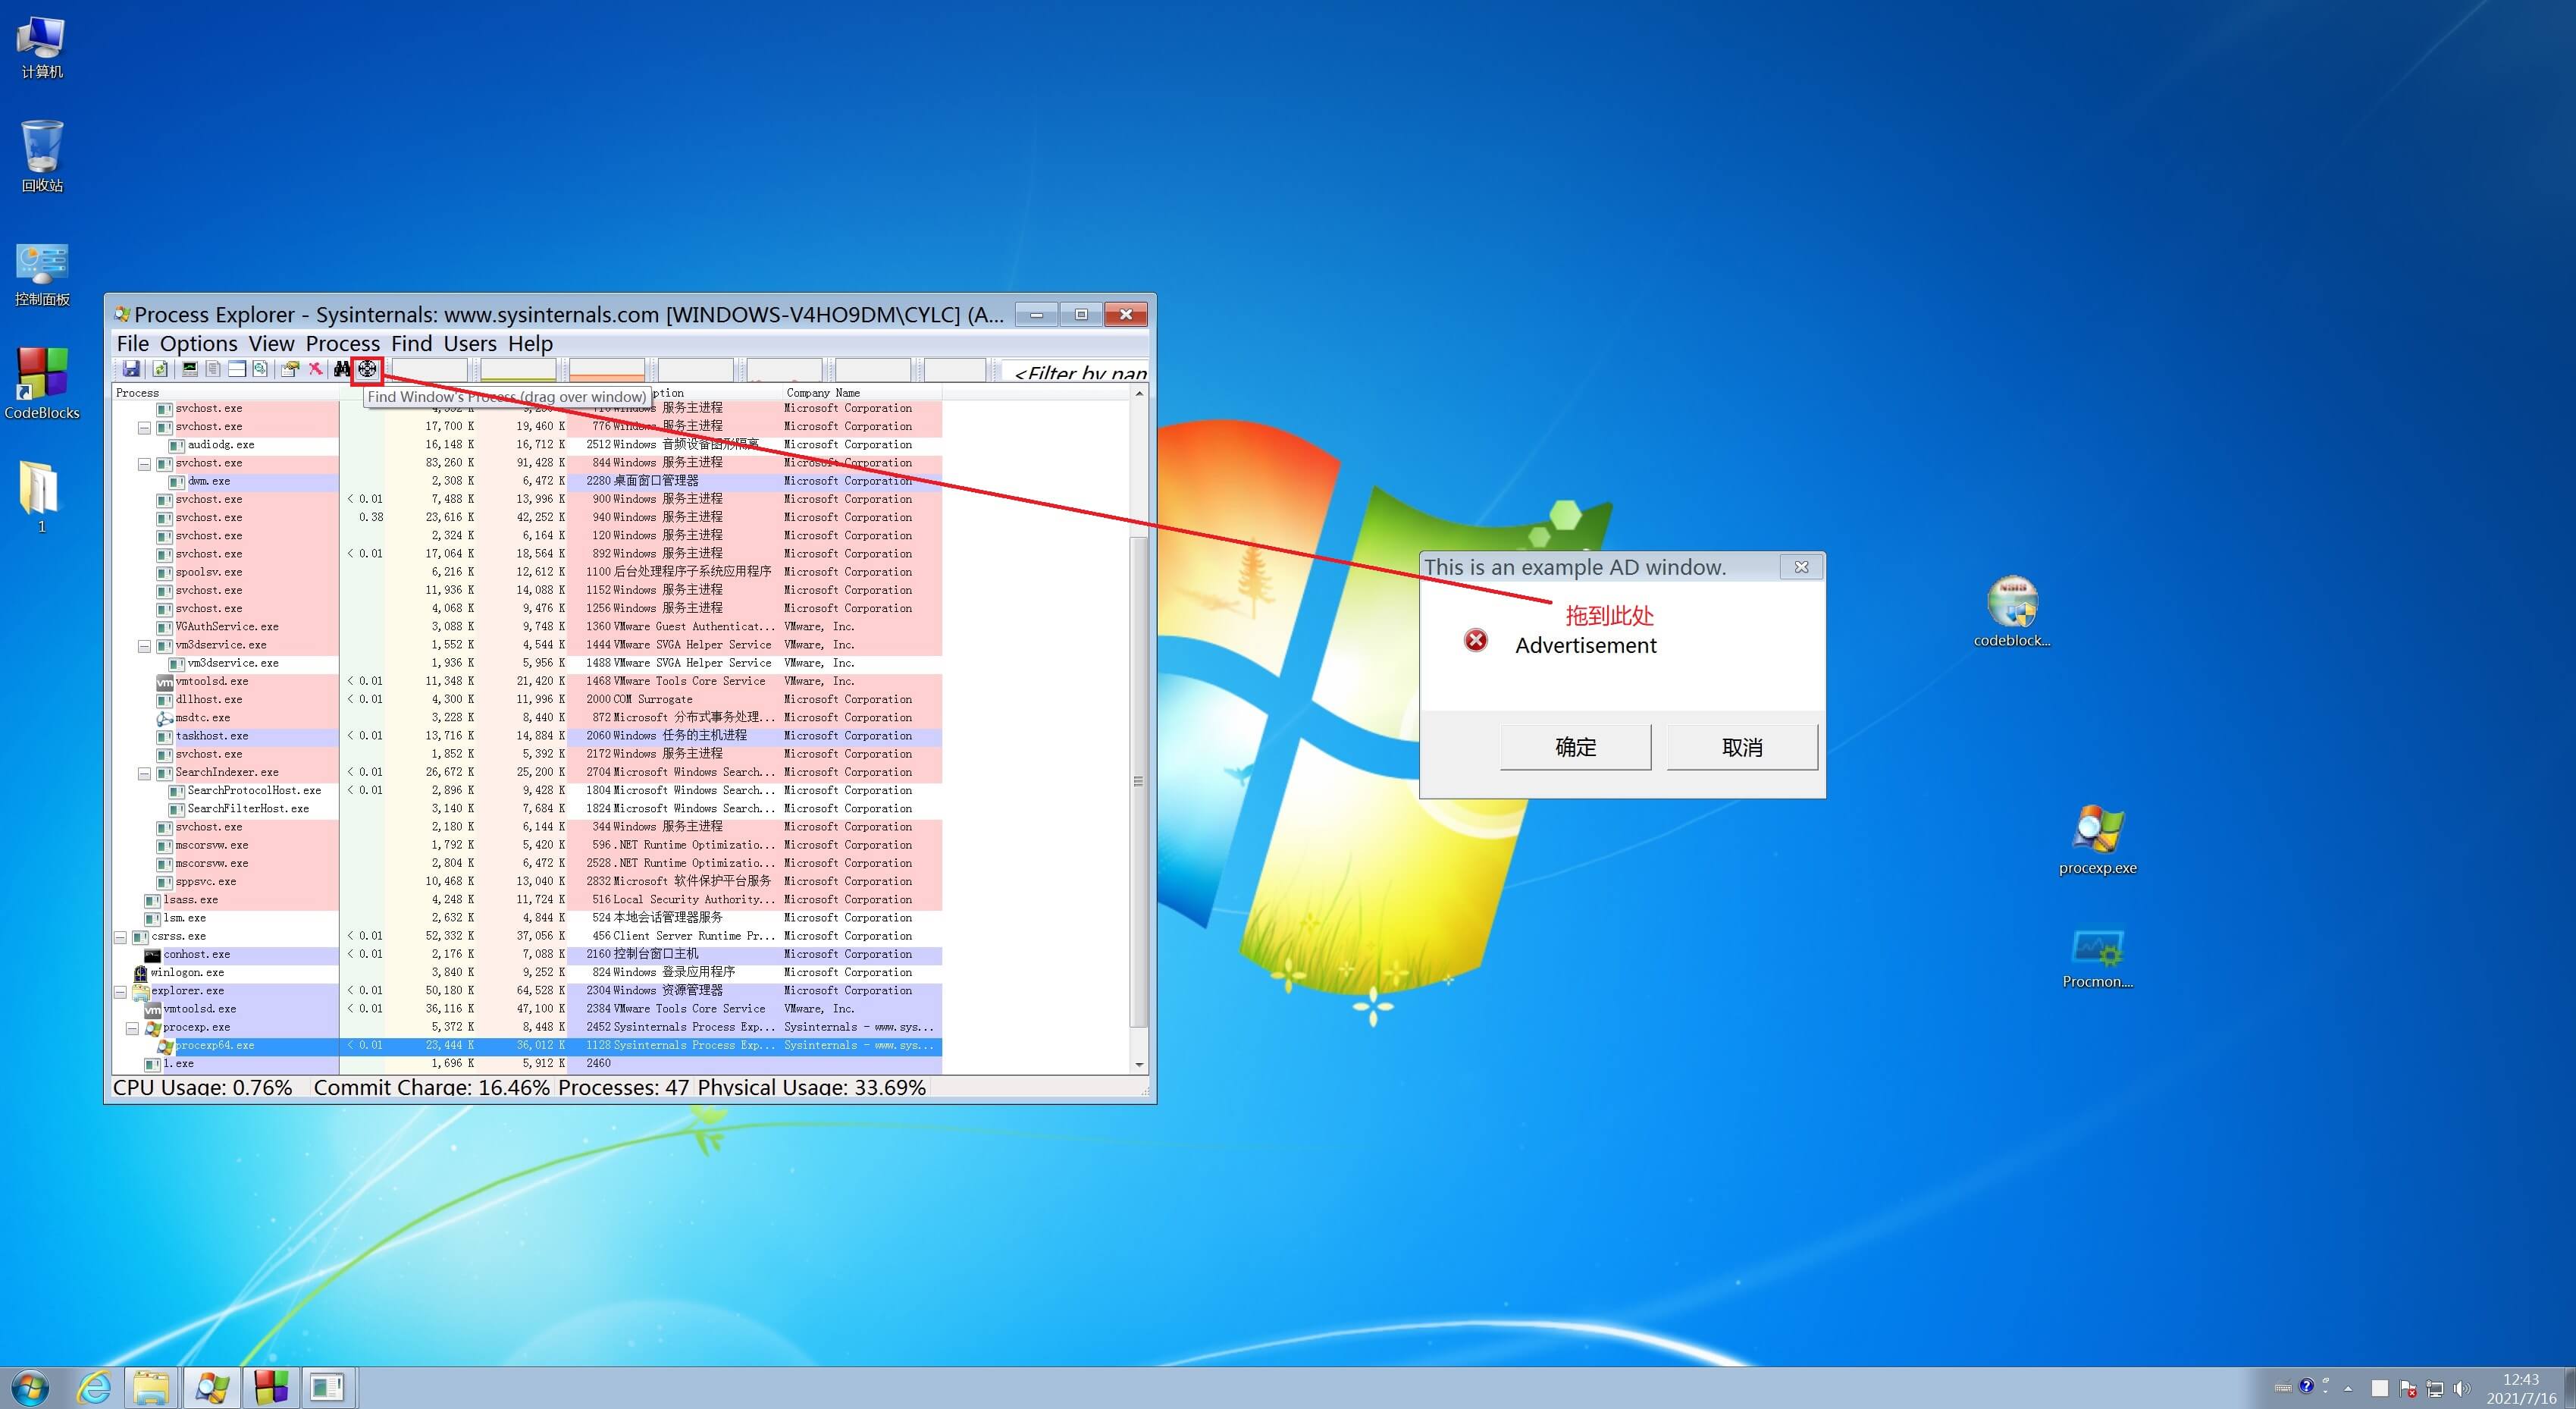 计算机
回收站
控制面板
CodeBlocks
1
Process Explorer - Sysinternals: www.sysinternals.com [WINDOWS-V4HO9DM\CYLC] (A...
File Options View Process Find Users Help
<Filter by nan
Process
Find Window's Process (drag over window)
ption Company Name
svchost.exe 服务主进程 Microsoft Corporation
svchost.exe 17,700 K 19,460 K 776 Windows 服务主进程 Microsoft Corporation
audiodg.exe 16,148 K 16,712 K 2512 Windows 音频设备图形隔离 Microsoft Corporation
svchost.exe 83,260 K 91,428 K 844 Windows 服务主进程 Microsoft Corporation
dwm.exe 2,308 K 6,472 K 2280 桌面窗口管理器 Microsoft Corporation
svchost.exe < 0.01 7,488 K 13,996 K 900 Windows 服务主进程 Microsoft Corporation
svchost.exe 0.38 23,616 K 42,252 K 940 Windows 服务主进程 Microsoft Corporation
svchost.exe 2,324 K 6,164 K 120 Windows 服务主进程 Microsoft Corporation
svchost.exe < 0.01 17,064 K 18,564 K 892 Windows 服务主进程 Microsoft Corporation
spoolsv.exe 6,216 K 12,612 K 1100 后台处理程序子系统应用程序 Microsoft Corporation
svchost.exe 11,936 K 14,088 K 1152 Windows 服务主进程 Microsoft Corporation
svchost.exe 4,068 K 9,476 K 1256 Windows 服务主进程 Microsoft Corporation
VGAuthService.exe 3,088 K 9,748 K 1360 VMware Guest Authenticat... VMware, Inc.
vm3dservice.exe 1,552 K 4,544 K 1444 VMware SVGA Helper Service VMware, Inc.
vm3dservice.exe 1,936 K 5,956 K 1488 VMware SVGA Helper Service VMware, Inc.
vmtoolsd.exe < 0.01 11,348 K 21,420 K 1468 VMware Tools Core Service VMware, Inc.
dllhost.exe < 0.01 4,300 K 11,996 K 2000 COM Surrogate Microsoft Corporation
msdtc.exe 3,228 K 8,440 K 872 Microsoft 分布式事务处理... Microsoft Corporation
taskhost.exe < 0.01 13,716 K 14,884 K 2060 Windows 任务的主机进程 Microsoft Corporation
svchost.exe 1,852 K 5,392 K 2172 Windows 服务主进程 Microsoft Corporation
SearchIndexer.exe < 0.01 26,672 K 25,200 K 2704 Microsoft Windows Search... Microsoft Corporation
SearchProtocolHost.exe < 0.01 2,896 K 9,428 K 1804 Microsoft Windows Search... Microsoft Corporation
SearchFilterHost.exe 3,140 K 7,684 K 1824 Microsoft Windows Search... Microsoft Corporation
svchost.exe 2,180 K 6,144 K 344 Windows 服务主进程 Microsoft Corporation
mscorsvw.exe 1,792 K 5,420 K 596 .NET Runtime Optimizatio... Microsoft Corporation
mscorsvw.exe 2,804 K 6,472 K 2528 .NET Runtime Optimizatio... Microsoft Corporation
sppsvc.exe 10,468 K 13,040 K 2832 Microsoft 软件保护平台服务 Microsoft Corporation
lsass.exe 4,248 K 11,724 K 516 Local Security Authority... Microsoft Corporation
lsm.exe 2,632 K 4,844 K 524 本地会话管理器服务 Microsoft Corporation
csrss.exe < 0.01 52,332 K 37,056 K 456 Client Server Runtime Pr... Microsoft Corporation
conhost.exe < 0.01 2,176 K 7,088 K 2160 控制台窗口主机 Microsoft Corporation
winlogon.exe 3,840 K 9,252 K 824 Windows 登录应用程序 Microsoft Corporation
explorer.exe < 0.01 50,180 K 64,528 K 2304 Windows 资源管理器 Microsoft Corporation
vmtoolsd.exe < 0.01 36,116 K 47,100 K 2384 VMware Tools Core Service VMware, Inc.
procexp.exe 5,372 K 8,448 K 2452 Sysinternals Process Exp... Sysinternals - www.sys...
procexp64.exe < 0.01 23,444 K 36,012 K 1128 Sysinternals Process Exp... Sysinternals - www.sys...
1.exe 1,696 K 5,912 K 2460
CPU Usage: 0.76% Commit Charge: 16.46% Processes: 47 Physical Usage: 33.69%
This is an example AD window.
拖到此处
Advertisement
确定 取消
codeblock...
procexp.exe
Procmon....
12:43
2021/7/16